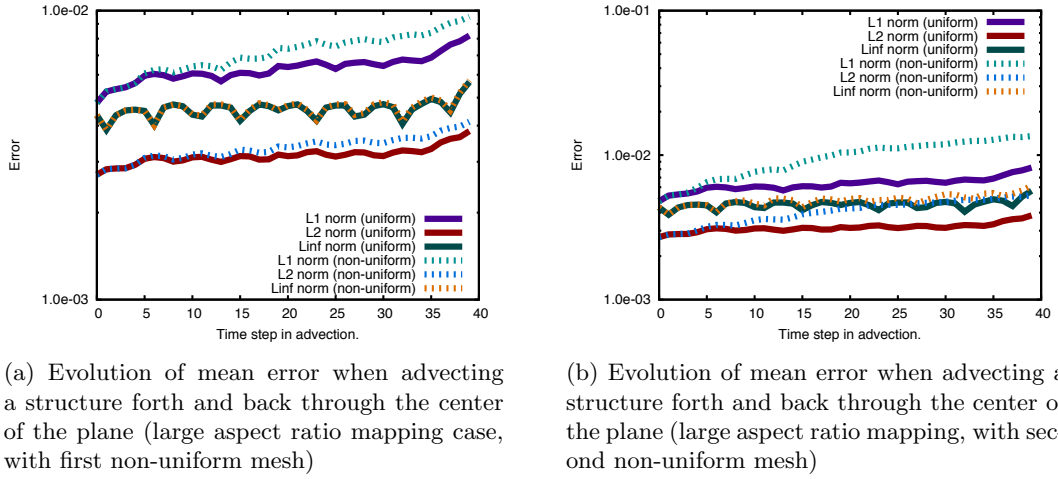 1.0e-02
1.0e-03
Error
0 5 10 15 20 25 30 35 40
Time step in advection.
L1 norm (uniform)
L2 norm (uniform)
Linf norm (uniform)
L1 norm (non-uniform)
L2 norm (non-uniform)
Linf norm (non-uniform)
(a) Evolution of mean error when advecting
a structure forth and back through the center
of the plane (large aspect ratio mapping case,
with first non-uniform mesh)
1.0e-01
1.0e-02
1.0e-03
Error
0 5 10 15 20 25 30 35 40
Time step in advection.
L1 norm (uniform)
L2 norm (uniform)
Linf norm (uniform)
L1 norm (non-uniform)
L2 norm (non-uniform)
Linf norm (non-uniform)
(b) Evolution of mean error when advecting a
structure forth and back through the center o
the plane (large aspect ratio mapping, with sec-
ond non-uniform mesh)